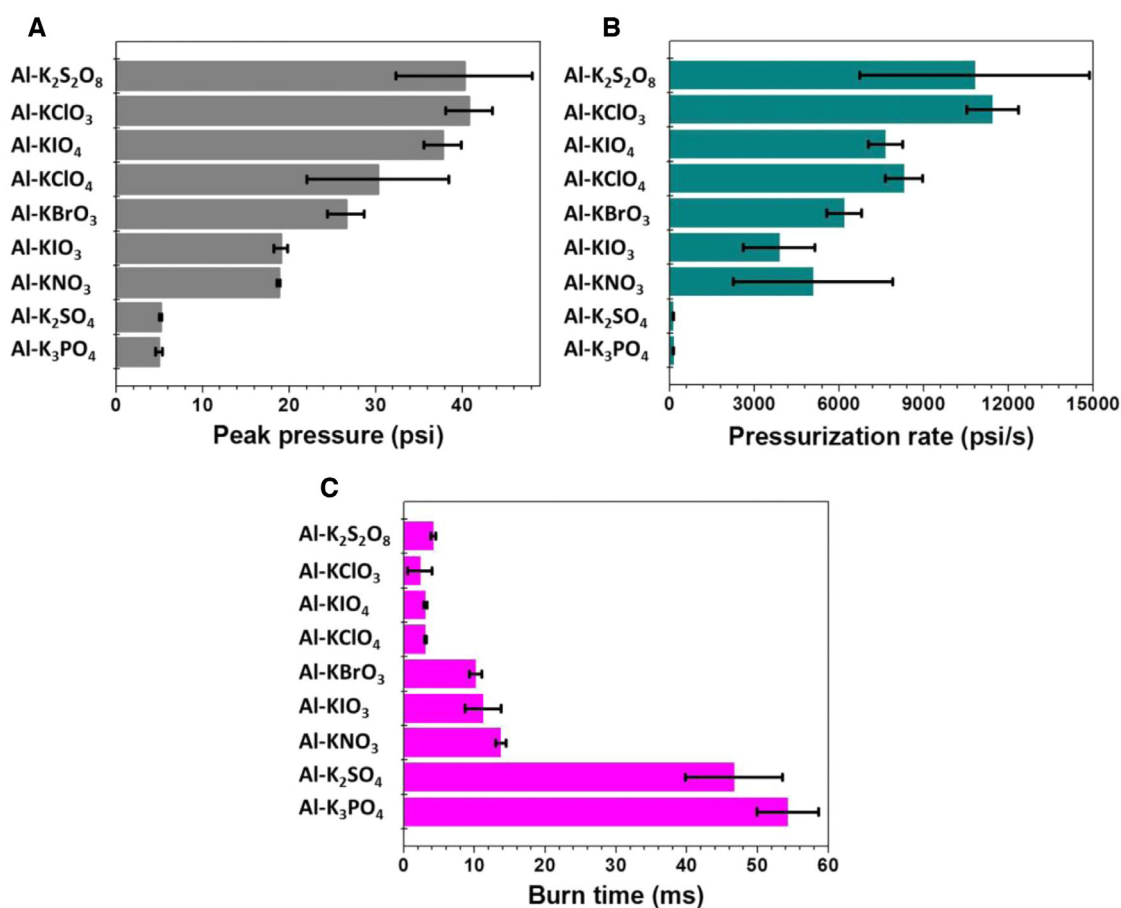 A
Al-K₂S₂O₈
Al-KClO₃
Al-KIO₄
Al-KClO₄
Al-KBrO₃
Al-KIO₃
Al-KNO₃
Al-K₂SO₄
Al-K₃PO₄
0 10 20 30 40
Peak pressure (psi)
B
Al-K₂S₂O₈
Al-KClO₃
Al-KIO₄
Al-KClO₄
Al-KBrO₃
Al-KIO₃
Al-KNO₃
Al-K₂SO₄
Al-K₃PO₄
0 3000 6000 9000 12000 15000
Pressurization rate (psi/s)
C
Al-K₂S₂O₈
Al-KClO₃
Al-KIO₄
Al-KClO₄
Al-KBrO₃
Al-KIO₃
Al-KNO₃
Al-K₂SO₄
Al-K₃PO₄
0 10 20 30 40 50 60
Burn time (ms)